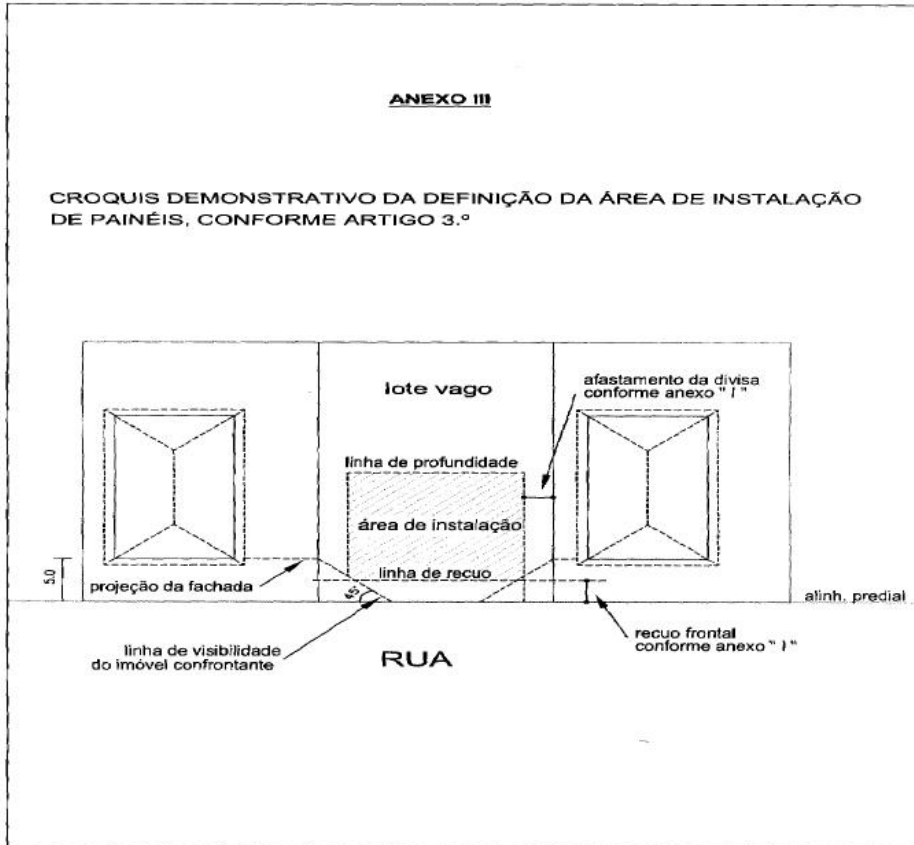 ANEXO III
CROQUIS DEMONSTRATIVO DA DEFINIÇÃO DA ÁREA DE INSTALAÇÃO
DE PAINÉIS, CONFORME ARTIGO 3.º
lote vago
afastamento da divisa
conforme anexo " I "
linha de profundidade
área de instalação
linha de recuo
5.0
projeção da fachada
45°
alinh. predial
linha de visibilidade
do imóvel confrontante
RUA
recuo frontal
conforme anexo " I "